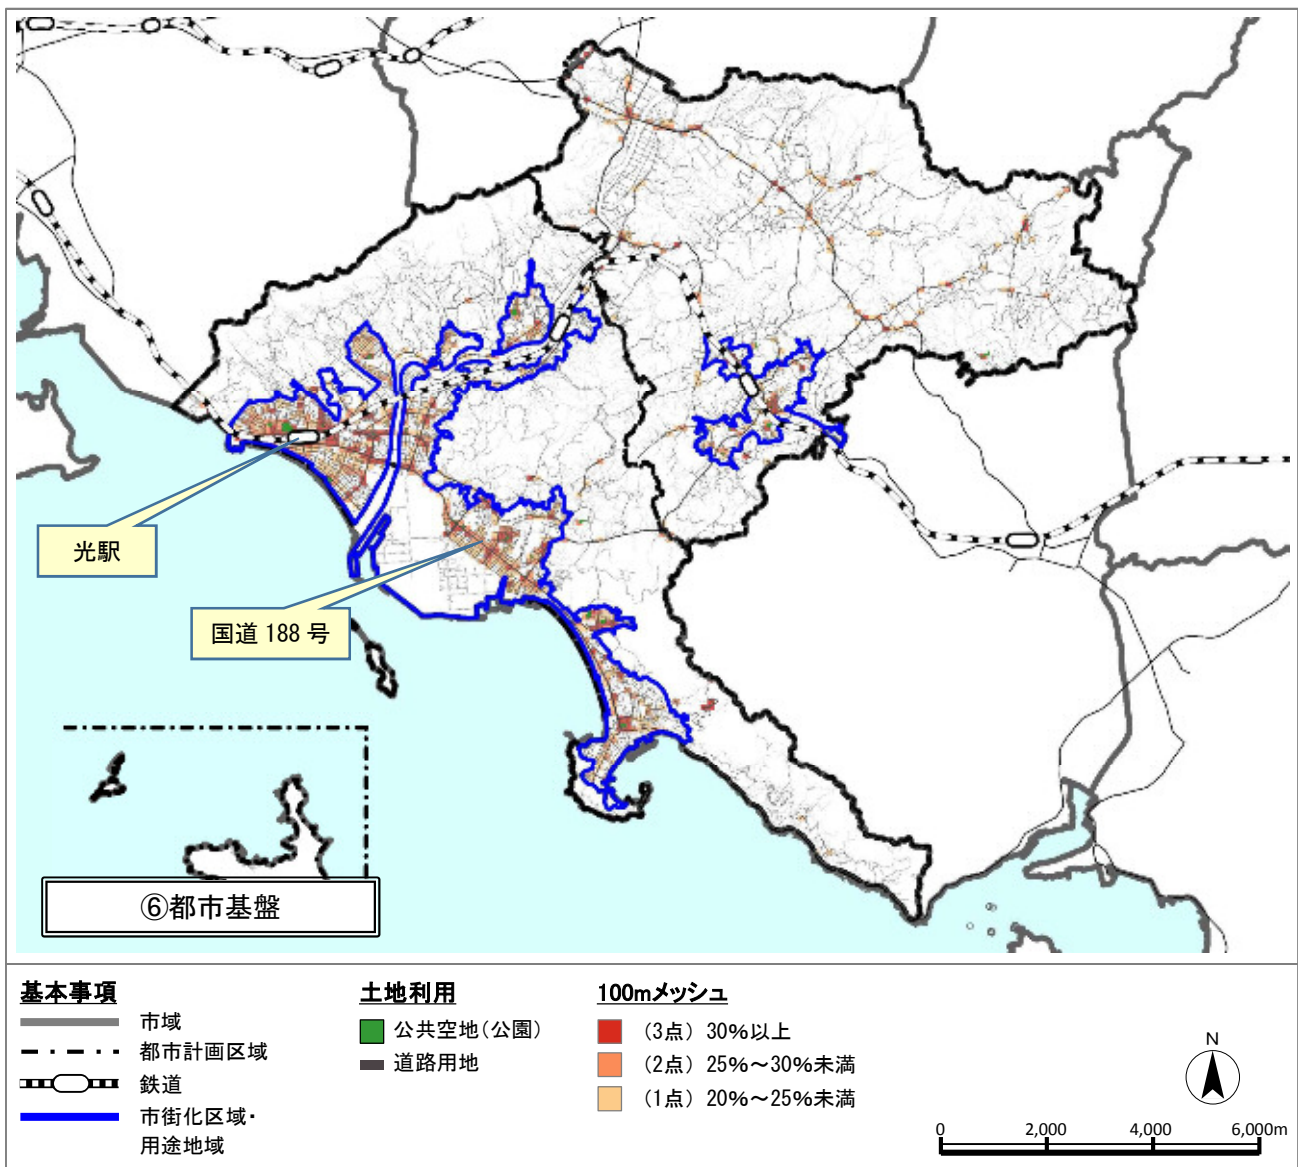 光駅
国道 188 号
⑥都市基盤
基本事項
市域
都市計画区域
鉄道
市街化区域・
用途地域
土地利用
公共空地(公園)
道路用地
100mメッシュ
(3点) 30%以上
(2点) 25%～30%未満
(1点) 20%～25%未満
N
0 2,000 4,000 6,000m